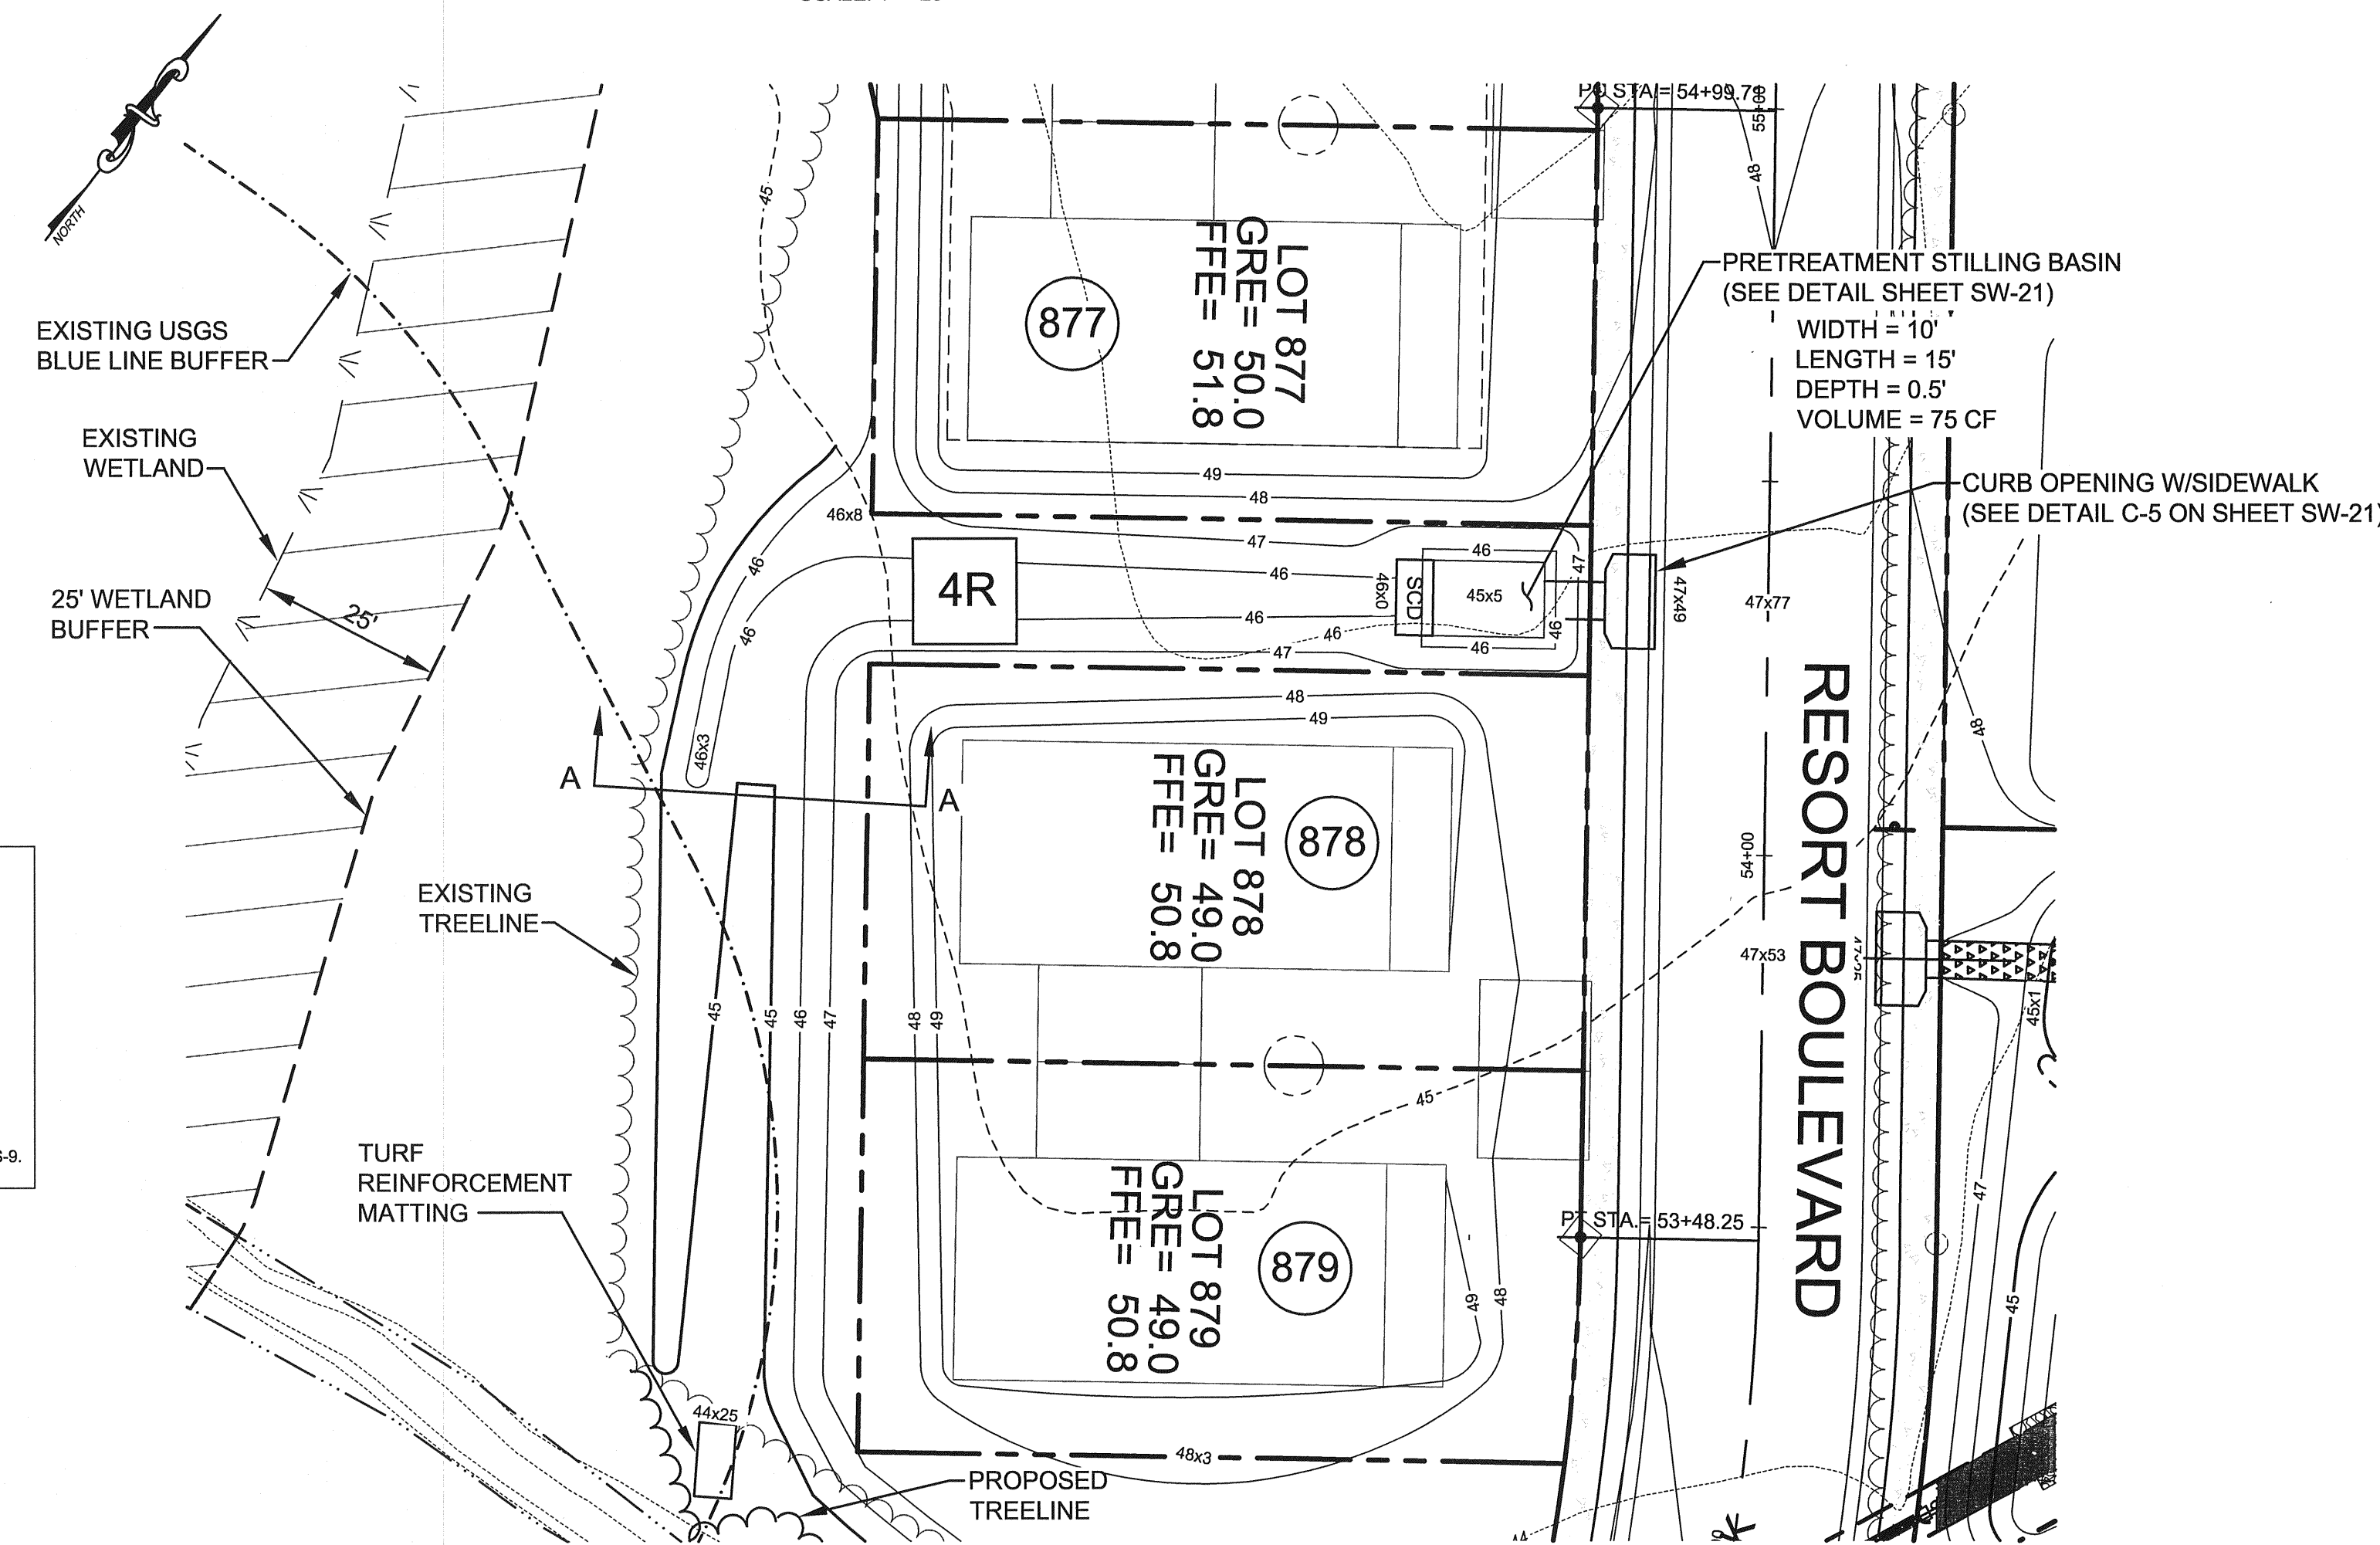 NORTH
PC STA.= 54+99.79
55+00
48
45
LOT 877
GRE= 50.0
FFE= 51.8
877
PRETREATMENT STILLING BASIN
(SEE DETAIL SHEET SW-21)
WIDTH = 10'
LENGTH = 15'
DEPTH = 0.5'
VOLUME = 75 CF
EXISTING USGS
BLUE LINE BUFFER
EXISTING
WETLAND
25' WETLAND
BUFFER
25'
49
48
46x8
47
46
46
46
4R
46
46
47
46x0
SCD
46
45x5
46
46
47
CURB OPENING W/SIDEWALK
(SEE DETAIL C-5 ON SHEET SW-21)
47x49
47x77
46x3
A
A
48
49
LOT 878
GRE= 49.0
FFE= 50.8
878
48
54+00
RESORT BOULEVARD
EXISTING
TREELINE
47x53
45x1
45
45
46
47
48
49
45
TURF
REINFORCEMENT
MATTING
S-9.
LOT 879
GRE= 49.0
FFE= 50.8
879
PT STA.= 53+48.25
49
48
47
45
44x25
48x3
PROPOSED
TREELINE